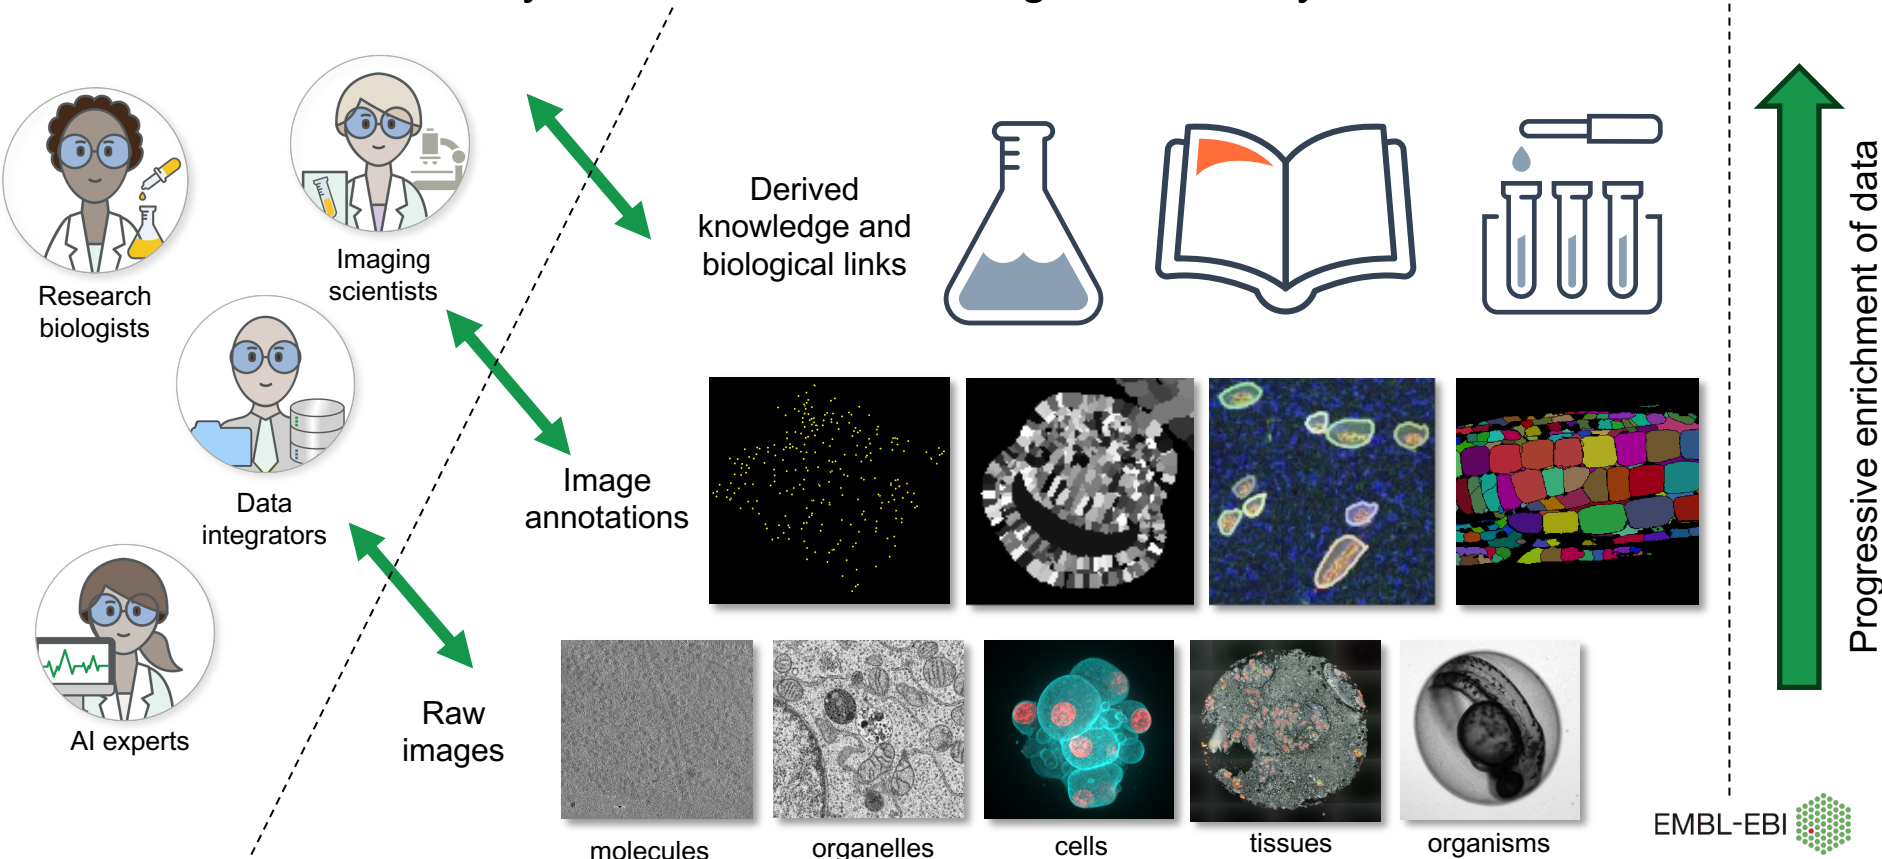 Research
biologists
Imaging
scientists
Data
integrators
AI experts
Derived
knowledge and
biological links
Image
annotations
Raw
images
molecules
organelles
cells
tissues
organisms
Progressive enrichment of data
EMBL-EBI